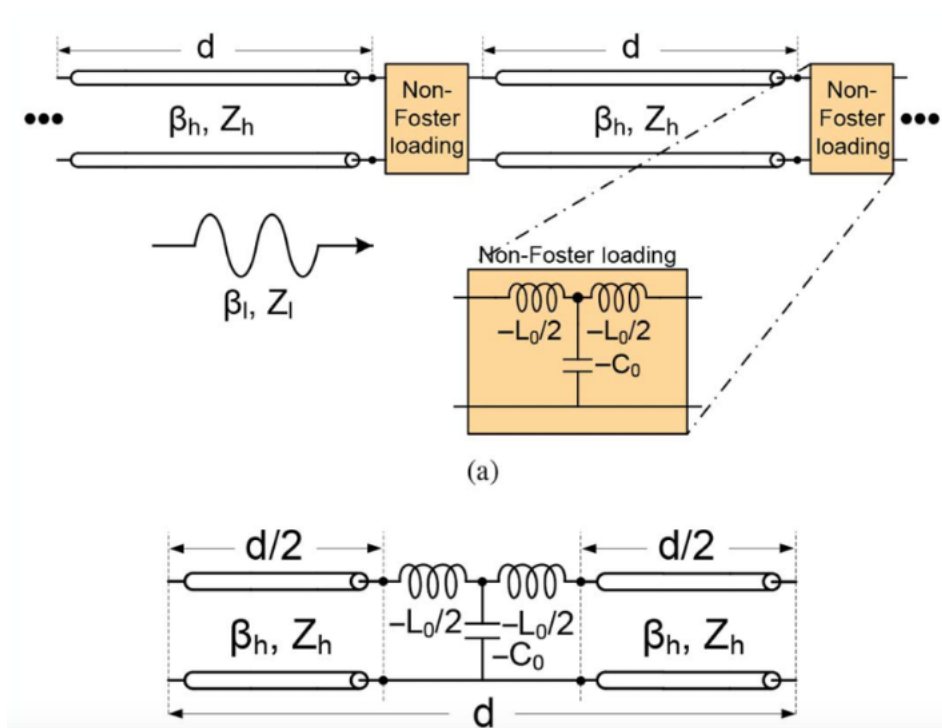 d
d
Non-
Foster
loading
Non-
Foster
loading
βₕ, Zₕ
βₕ, Zₕ
Non-Foster loading
βₗ, Zₗ
–L₀/2
–L₀/2
–C₀
(a)
d/2
d/2
–L₀/2
–L₀/2
βₕ, Zₕ
–C₀
βₕ, Zₕ
d